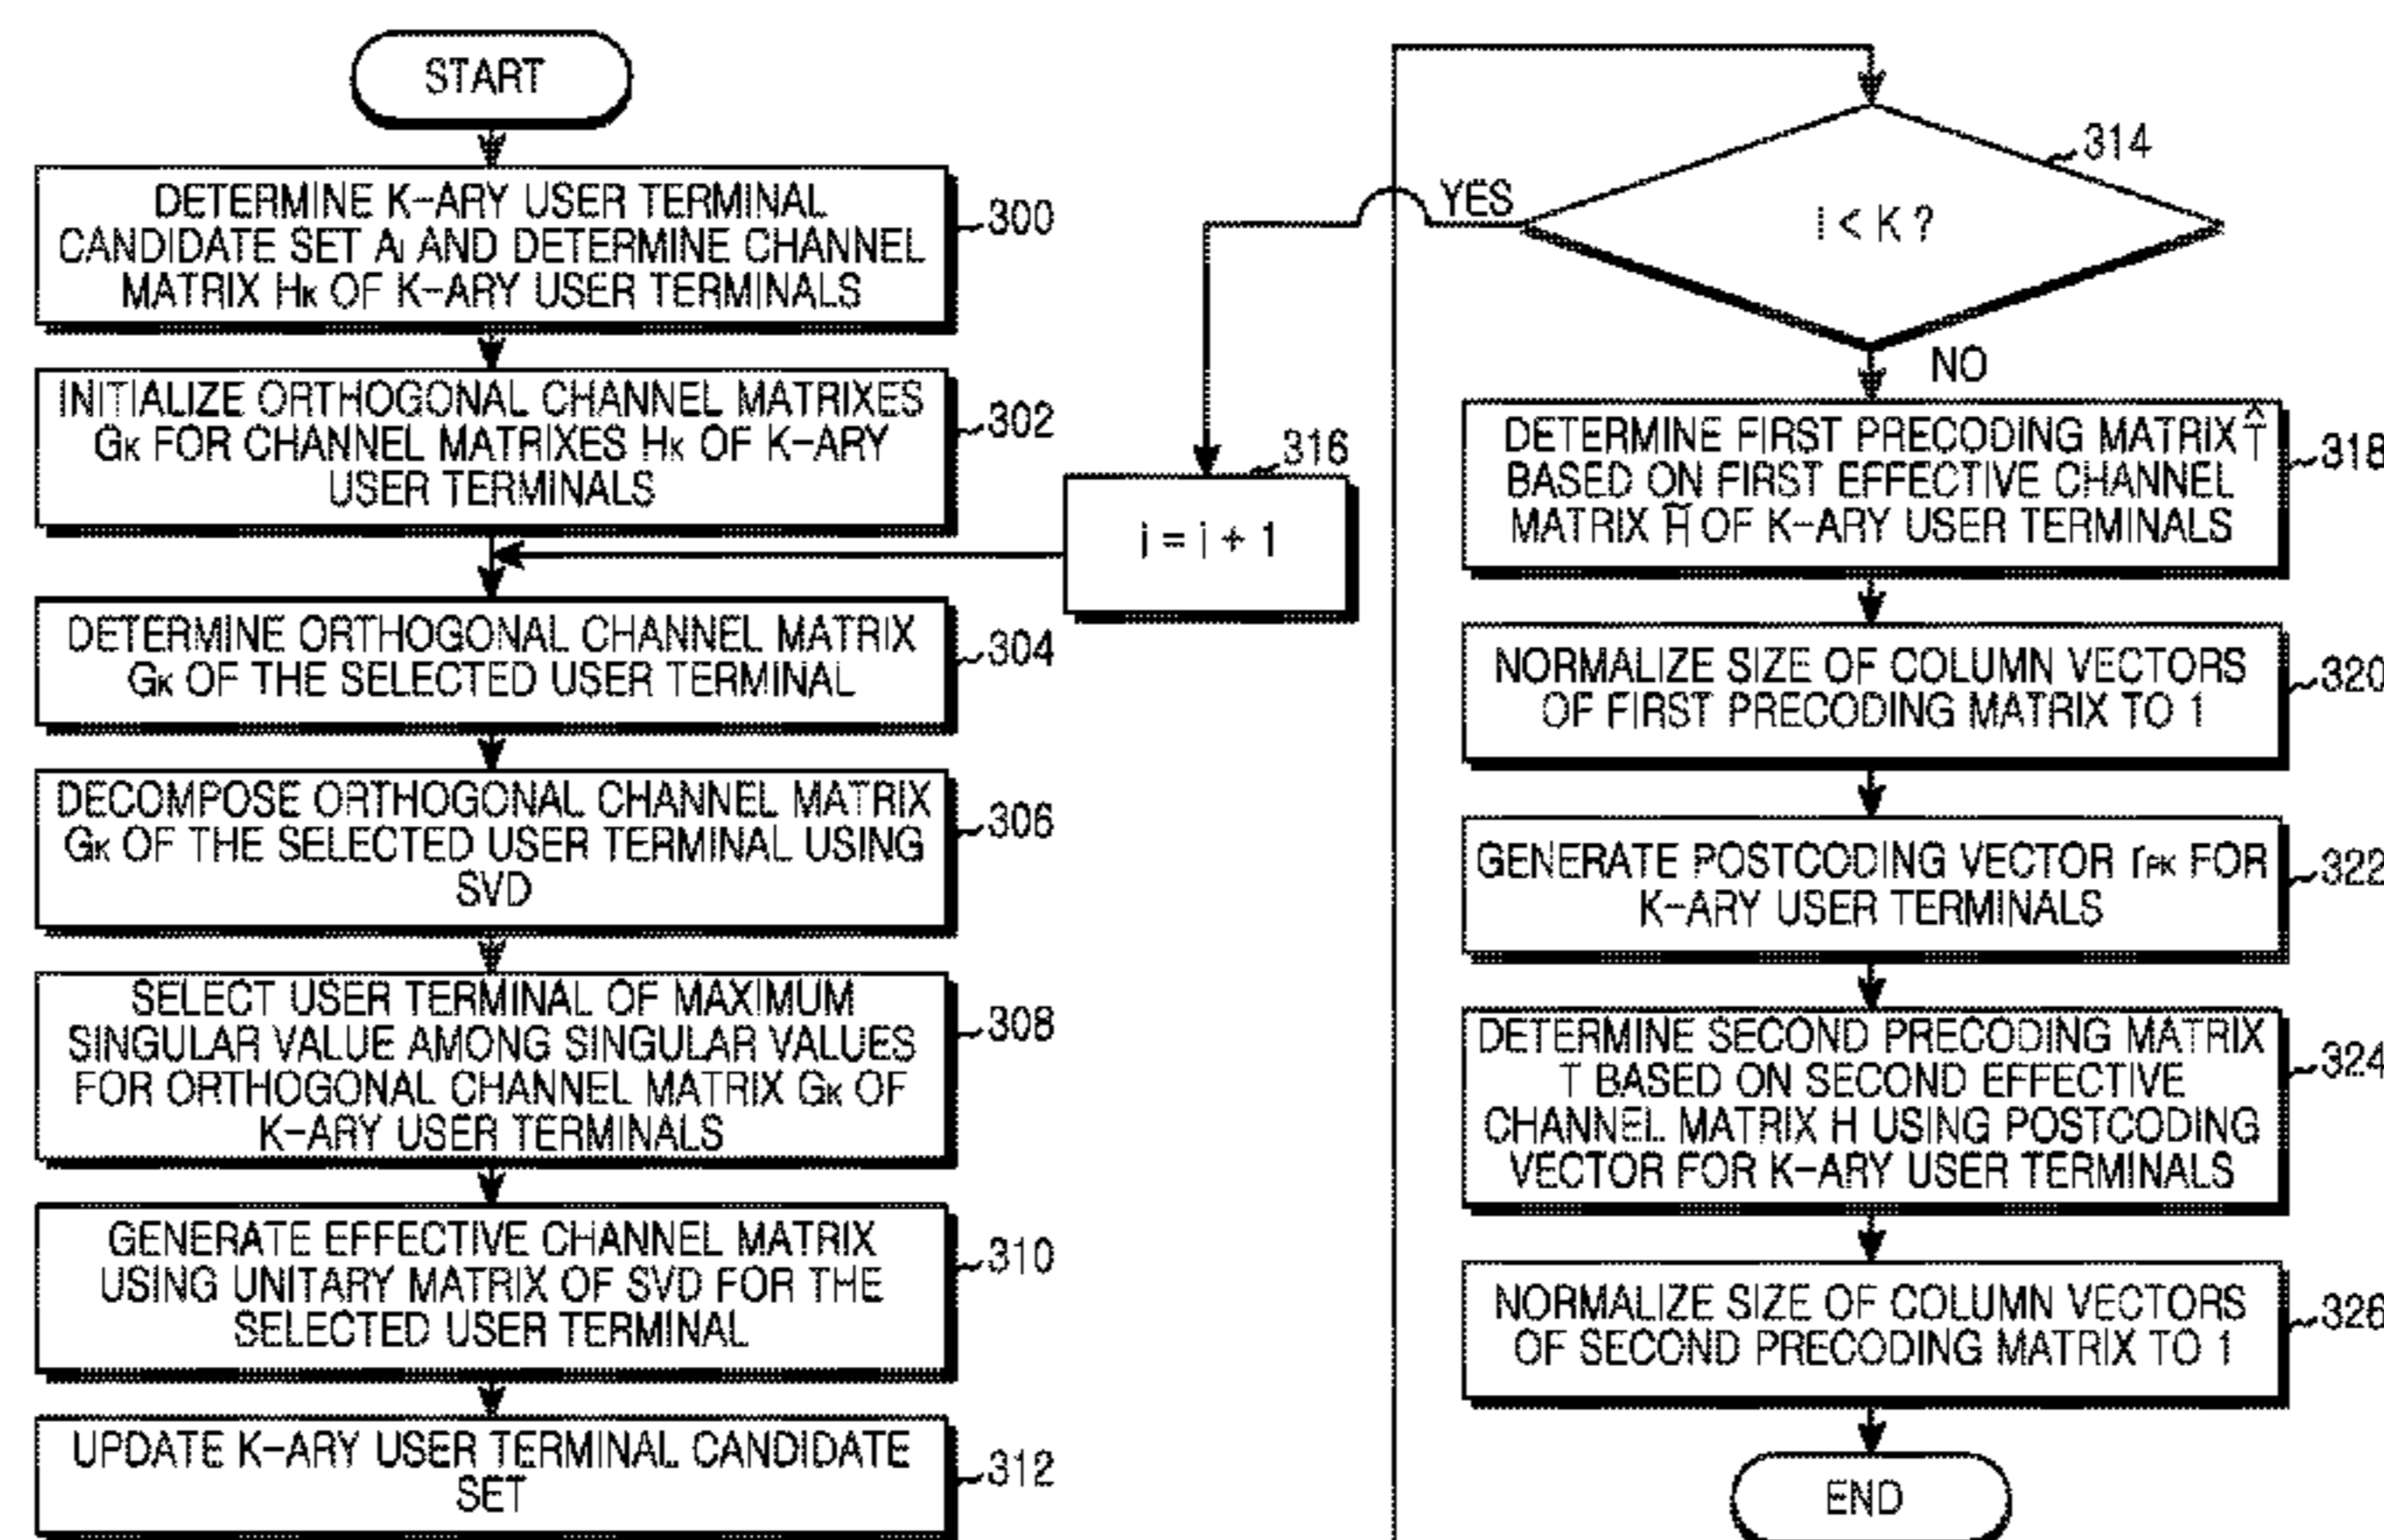 START
DETERMINE K-ARY USER TERMINAL
CANDIDATE SET Ai AND DETERMINE CHANNEL
MATRIX HK OF K-ARY USER TERMINALS
300
INITIALIZE ORTHOGONAL CHANNEL MATRIXES
GK FOR CHANNEL MATRIXES HK OF K-ARY
USER TERMINALS
302
DETERMINE ORTHOGONAL CHANNEL MATRIX
GK OF THE SELECTED USER TERMINAL
304
DECOMPOSE ORTHOGONAL CHANNEL MATRIX
GK OF THE SELECTED USER TERMINAL USING
SVD
306
SELECT USER TERMINAL OF MAXIMUM
SINGULAR VALUE AMONG SINGULAR VALUES
FOR ORTHOGONAL CHANNEL MATRIX GK OF
K-ARY USER TERMINALS
308
GENERATE EFFECTIVE CHANNEL MATRIX
USING UNITARY MATRIX OF SVD FOR THE
SELECTED USER TERMINAL
310
UPDATE K-ARY USER TERMINAL CANDIDATE
SET
312
i < K ?
314
YES
NO
316
i = i + 1
DETERMINE FIRST PRECODING MATRIX T̂
BASED ON FIRST EFFECTIVE CHANNEL
MATRIX H̃ OF K-ARY USER TERMINALS
318
NORMALIZE SIZE OF COLUMN VECTORS
OF FIRST PRECODING MATRIX TO 1
320
GENERATE POSTCODING VECTOR rPK FOR
K-ARY USER TERMINALS
322
DETERMINE SECOND PRECODING MATRIX
T BASED ON SECOND EFFECTIVE
CHANNEL MATRIX H USING POSTCODING
VECTOR FOR K-ARY USER TERMINALS
324
NORMALIZE SIZE OF COLUMN VECTORS
OF SECOND PRECODING MATRIX TO 1
326
END